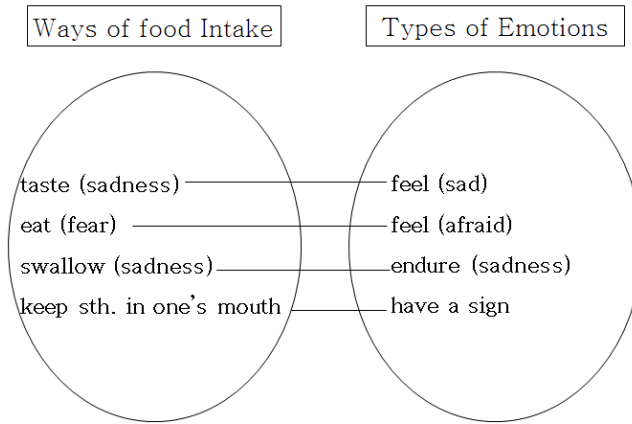 Ways of food Intake
Types of Emotions
taste (sadness)
feel (sad)
eat (fear)
feel (afraid)
swallow (sadness)
endure (sadness)
keep sth. in one's mouth
have a sign